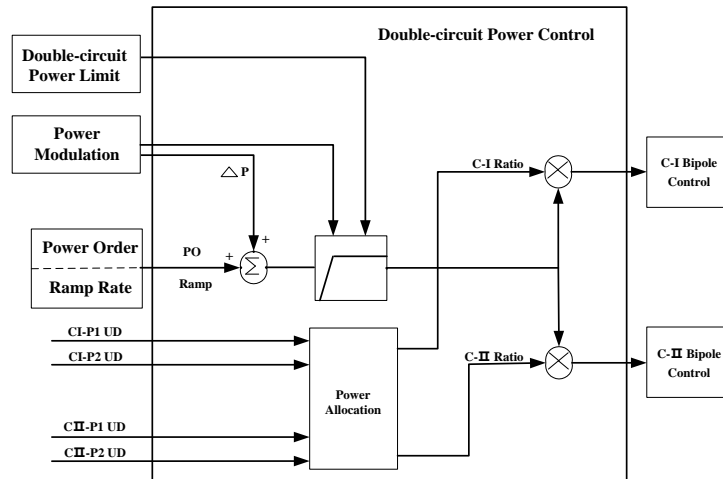 Double-circuit Power Control
Double-circuit
Power Limit
Power
Modulation
△ P
C-I Ratio
C-I Bipole
Control
Power Order
Ramp Rate
PO
Ramp
+
+
Σ
CI-P1 UD
CI-P2 UD
CⅡ-P1 UD
CⅡ-P2 UD
Power
Allocation
C-Ⅱ Ratio
C-Ⅱ Bipole
Control